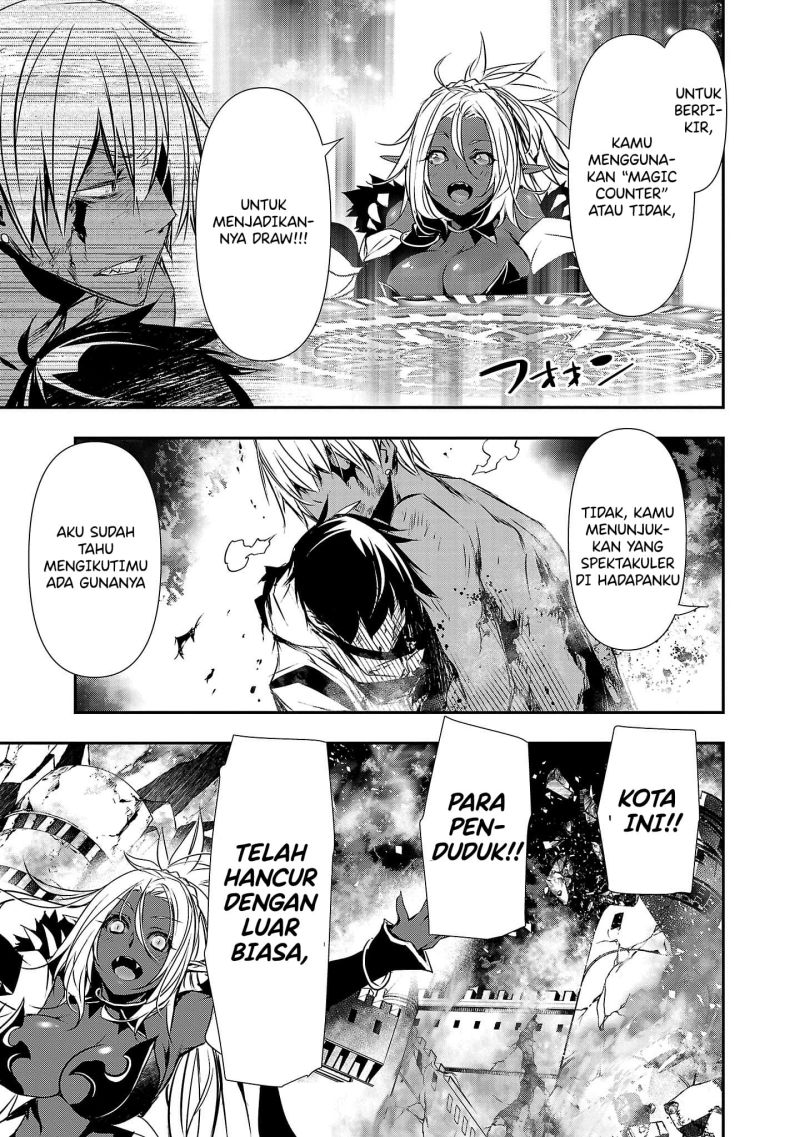 UNTUK
BERPI-
KIR,
KAMU
MENGGUNA-
KAN "MAGIC
COUNTER"
ATAU TIDAK,
UNTUK
MENJADIKAN-
NYA DRAW!!!
フオオン
TIDAK, KAMU
MENUNJUK-
KAN YANG
SPEKTAKULER
DI HADAPANKU
AKU SUDAH
TAHU
MENGIKUTIMU
ADA GUNANYA
KOTA
INI!!
PARA
PEN-
DUDUK!!
TELAH
HANCUR
DENGAN
LUAR
BIASA,